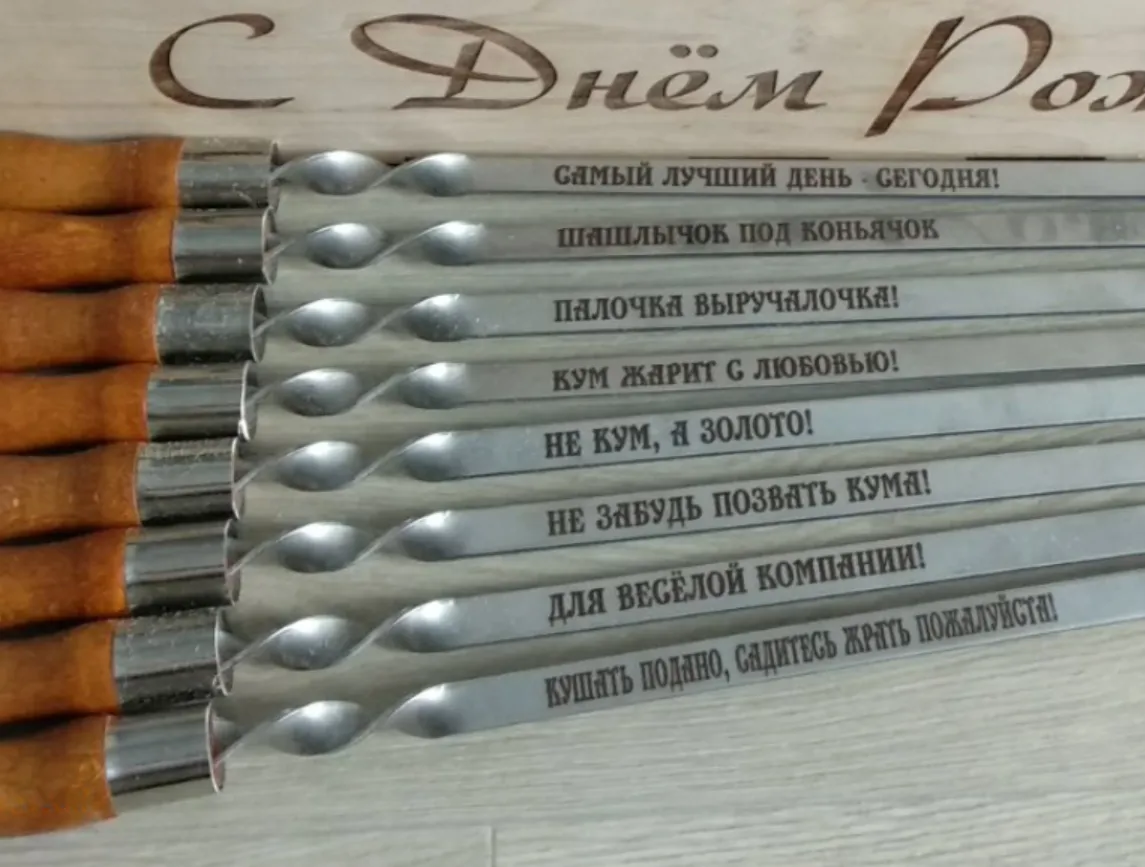 С Днём Рож
САМЫЙ ЛУЧШИЙ ДЕНЬ - СЕГОДНЯ!
ШАШЛЫЧОК ПОД КОНЬЯЧОК
ПАЛОЧКА ВЫРУЧАЛОЧКА!
КУМ ЖАРИТ С ЛЮБОВЬЮ!
НЕ КУМ, А ЗОЛОТО!
НЕ ЗАБУДЬ ПОЗВАТЬ КУМА!
ДЛЯ ВЕСЁЛОЙ КОМПАНИИ!
КУШАТЬ ПОДАНО, САДИТЕСЬ ЖРАТЬ ПОЖАЛУЙСТА!